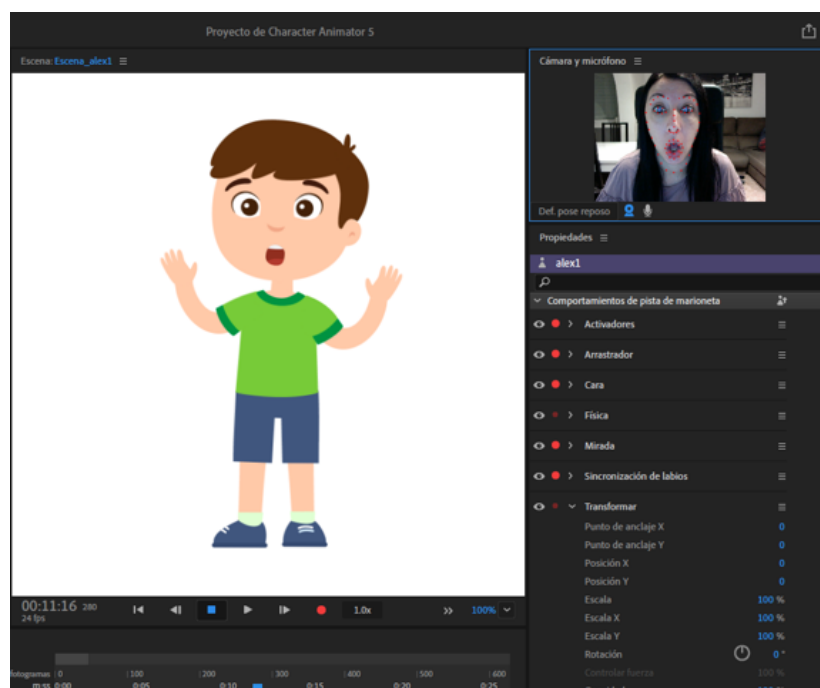 Proyecto de Character Animator 5
Escena: Escena_alex1
Cámara y micrófono
Def. pose reposo
Propiedades
alex1
Comportamientos de pista de marioneta
Activadores
Arrastrador
Cara
Física
Mirada
Sincronización de labios
Transformar
Punto de anclaje X 0
Punto de anclaje Y 0
Posición X 0
Posición Y 0
Escala 100 %
Escala X 100 %
Escala Y 100 %
Rotación 0 °
Controlar fuerza 100 %
00:11:16 280
24 fps
1.0x
100%
fotogramas 0 100 200 300 400 500 600
m:ss 0:00 0:05 0:10 0:15 0:20 0:25